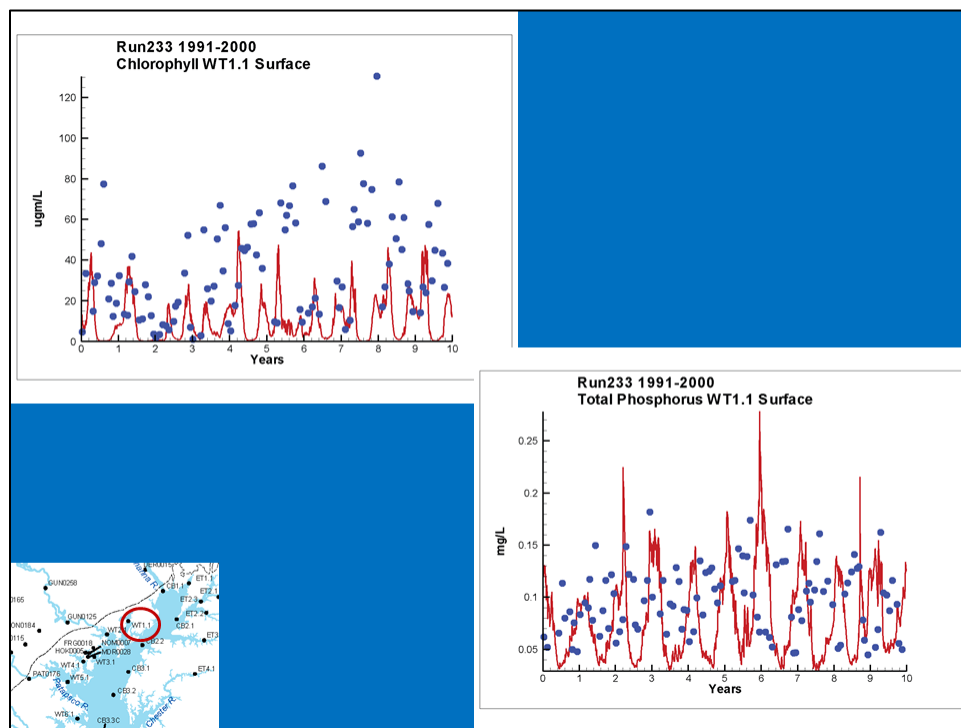 Run233 1991-2000
Chlorophyll WT1.1 Surface
120
100
80
60
40
20
0
ugm/L
0 1 2 3 4 5 6 7 8 9 10
Years
Run233 1991-2000
Total Phosphorus WT1.1 Surface
0.25
0.2
0.15
0.1
0.05
mg/L
0 1 2 3 4 5 6 7 8 9 10
Years
GUN0258
CB1.1
ET1.1
ET2.1
0165
ET2.3
ET2.2
GUN0125
WT1.1
CB2.1
ON0184
ET3
0115
FRG0018
NOM0007
CB2.2
HOK0005
MDR0028
WT4.1
WT3.1
CB3.1
ET4.1
PAT0176
WT5.1
Patapsco R.
CB3.2
Chester R.
CB3.3C